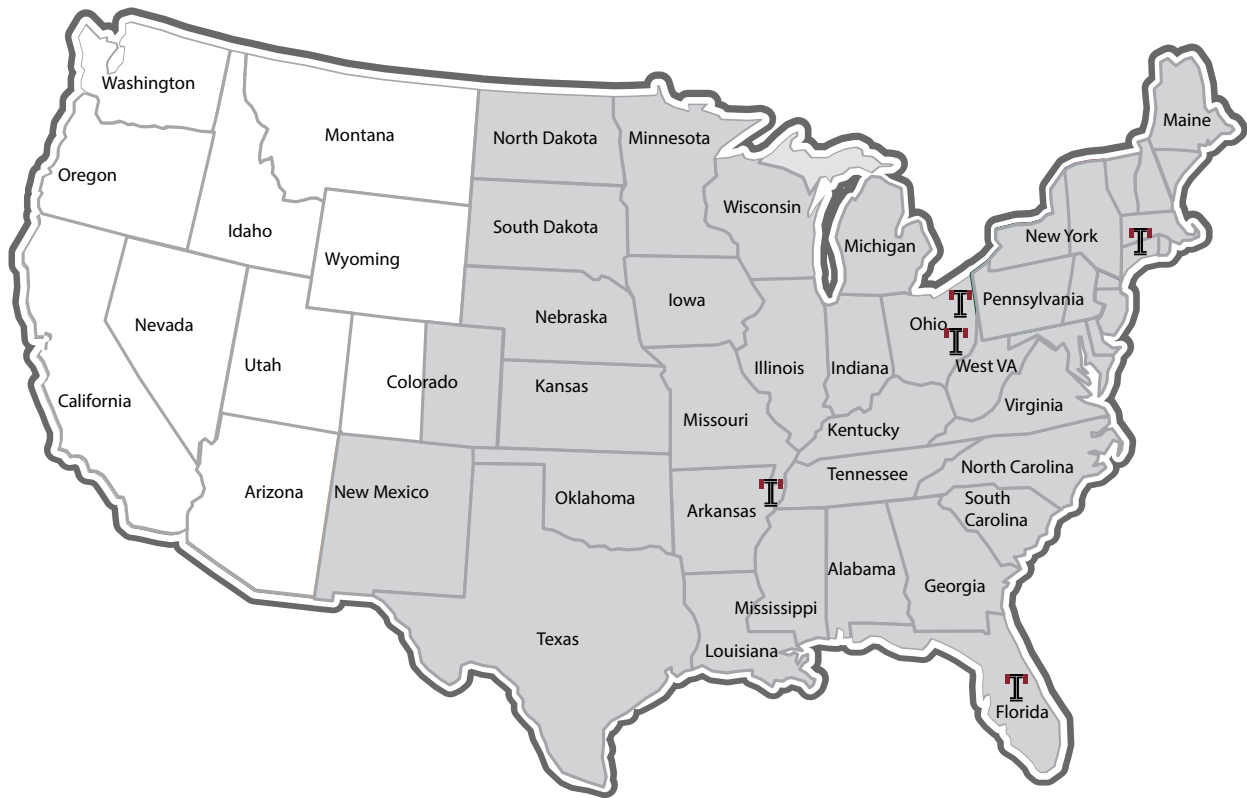 Washington
Maine
Montana
North Dakota
Minnesota
Oregon
Wisconsin
Idaho
South Dakota
New York
Michigan
T
Wyoming
Iowa
Pennsylvania
T
Nevada
Nebraska
Ohio
T
Utah
Colorado
Kansas
Illinois
Indiana
West VA
California
Missouri
Kentucky
Virginia
Arizona
New Mexico
Oklahoma
Arkansas
T
Tennessee
North Carolina
South
Carolina
Alabama
Georgia
Mississippi
Texas
Louisiana
T
Florida